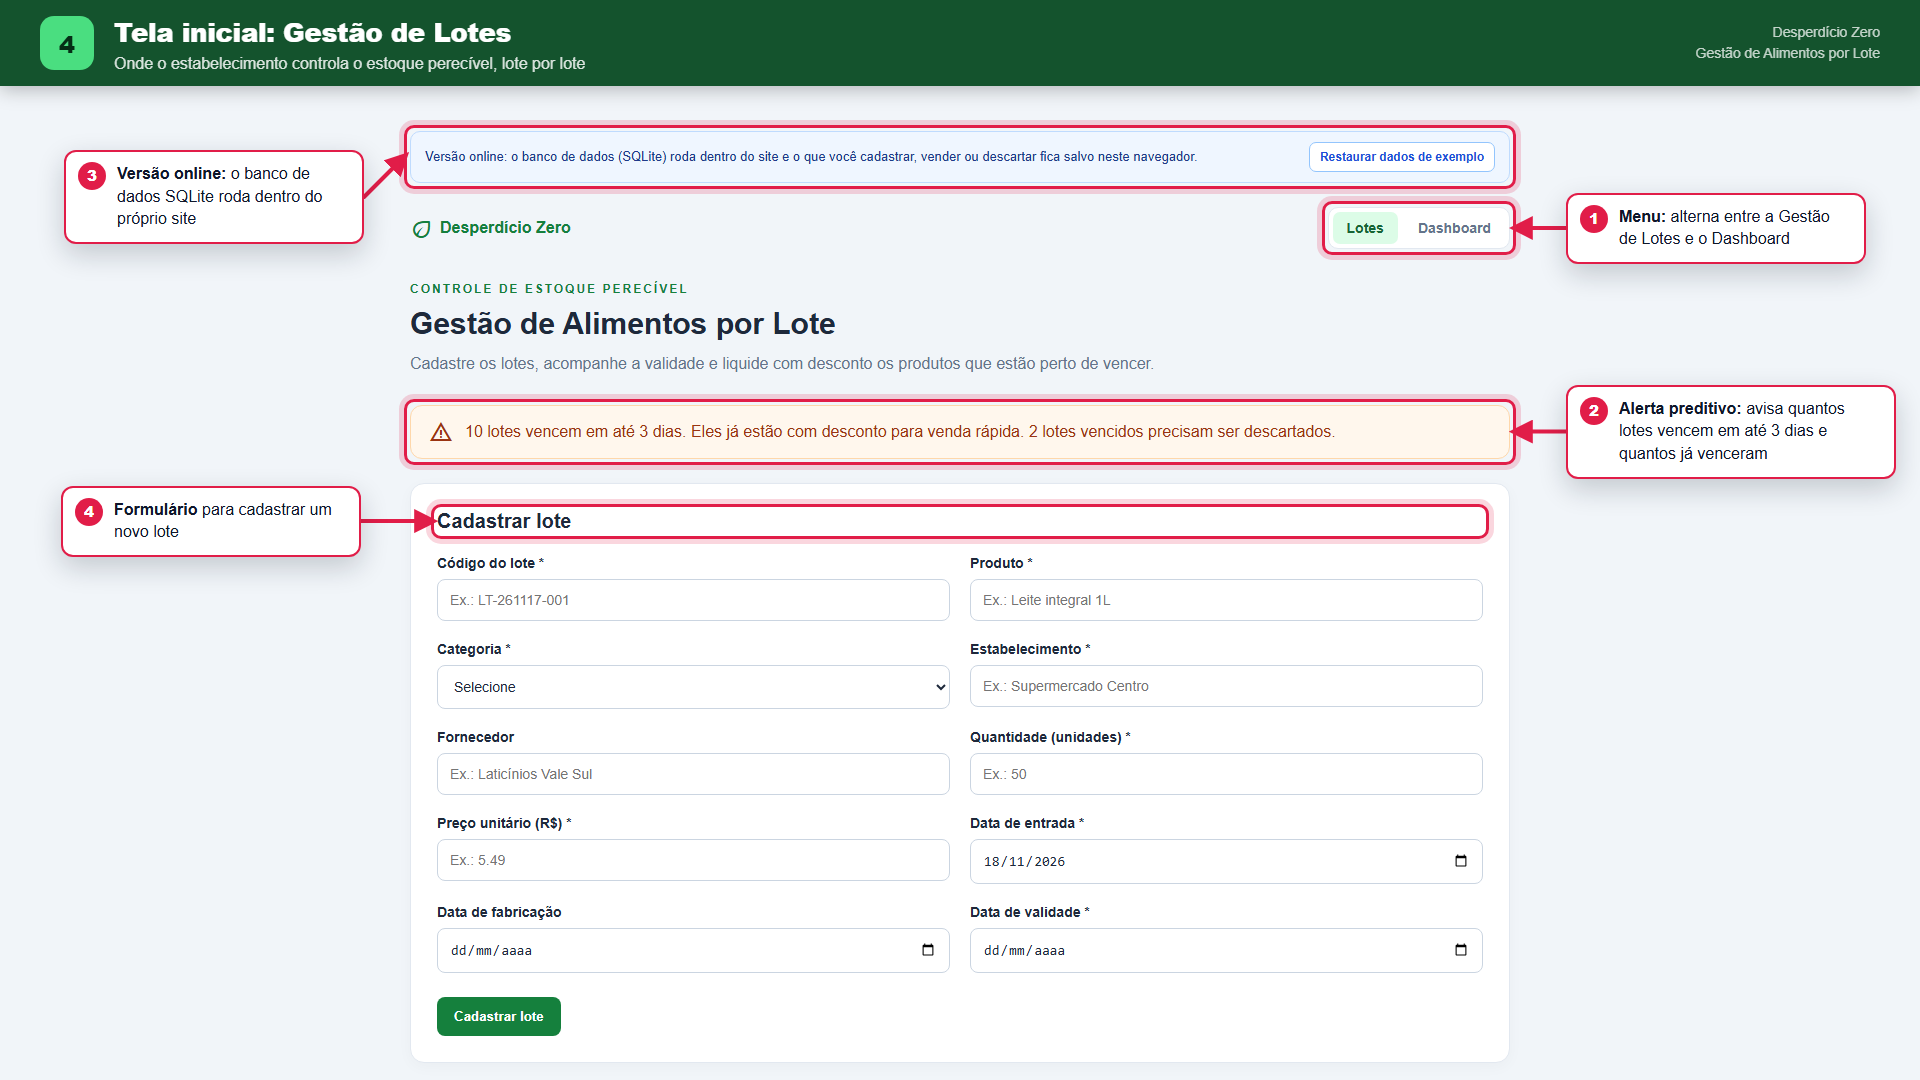 4
Tela inicial: Gestão de Lotes
Onde o estabelecimento controla o estoque perecível, lote por lote
Desperdício Zero
Gestão de Alimentos por Lote
3
Versão online: o banco de
dados SQLite roda dentro do
próprio site
Versão online: o banco de dados (SQLite) roda dentro do site e o que você cadastrar, vender ou descartar fica salvo neste navegador.
Restaurar dados de exemplo
Desperdício Zero
Lotes
Dashboard
1
Menu: alterna entre a Gestão
de Lotes e o Dashboard
CONTROLE DE ESTOQUE PERECÍVEL
Gestão de Alimentos por Lote
Cadastre os lotes, acompanhe a validade e liquide com desconto os produtos que estão perto de vencer.
10 lotes vencem em até 3 dias. Eles já estão com desconto para venda rápida. 2 lotes vencidos precisam ser descartados.
2
Alerta preditivo: avisa quantos
lotes vencem em até 3 dias e
quantos já venceram
4
Formulário para cadastrar um
novo lote
Cadastrar lote
Código do lote *
Ex.: LT-261117-001
Produto *
Ex.: Leite integral 1L
Categoria *
Selecione
Estabelecimento *
Ex.: Supermercado Centro
Fornecedor
Ex.: Laticínios Vale Sul
Quantidade (unidades) *
Ex.: 50
Preço unitário (R$) *
Ex.: 5.49
Data de entrada *
18/11/2026
Data de fabricação
dd/mm/aaaa
Data de validade *
dd/mm/aaaa
Cadastrar lote